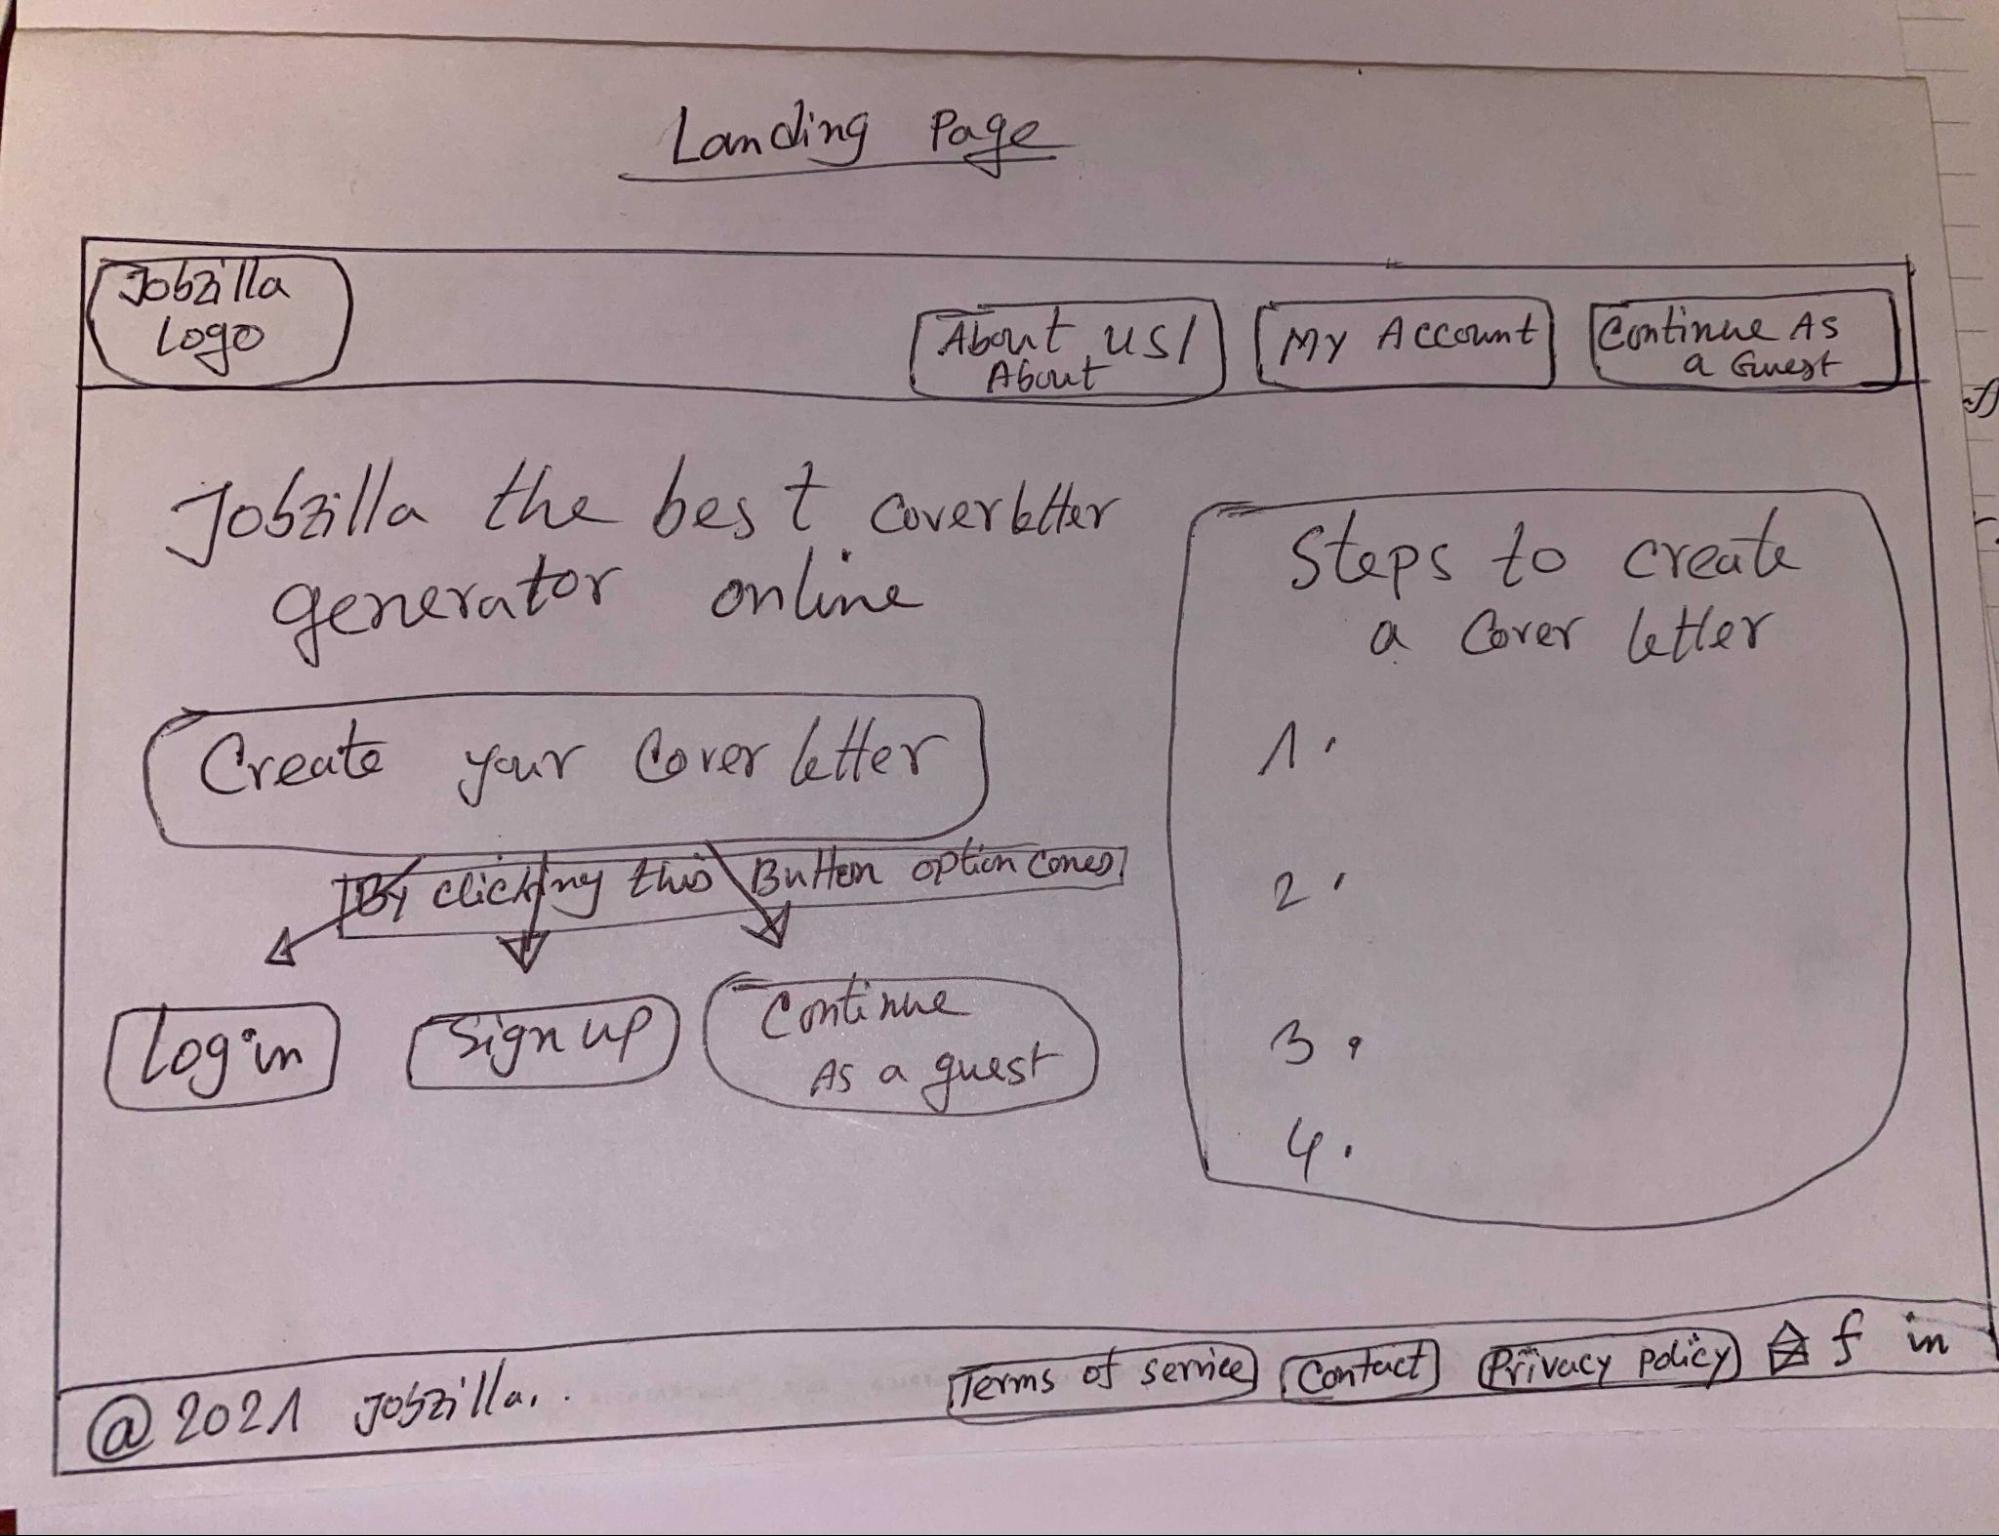 Landing Page
Jobzilla
Logo
About us/
About
My Account
Continue As
a Guest
Jobzilla the best coverletter
generator online
Steps to create
a Cover letter
Create your Cover letter
1.
By clicking this Button option comes
2.
Login
Sign up
Continue
As a guest
3.
4.
@ 2021 Jobzilla..
Terms of service
Contact
Privacy policy
f in